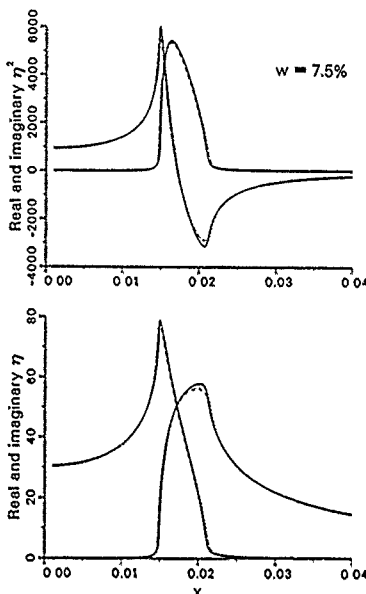 Real and imaginary η²
6000
4000
2000
0
-2000
-4000
w = 7.5%
0 00 0.01 0.02 0.03 0 04
Real and imaginary η
80
60
40
20
0
0 00 0.01 0.02 0.03 0 04
X